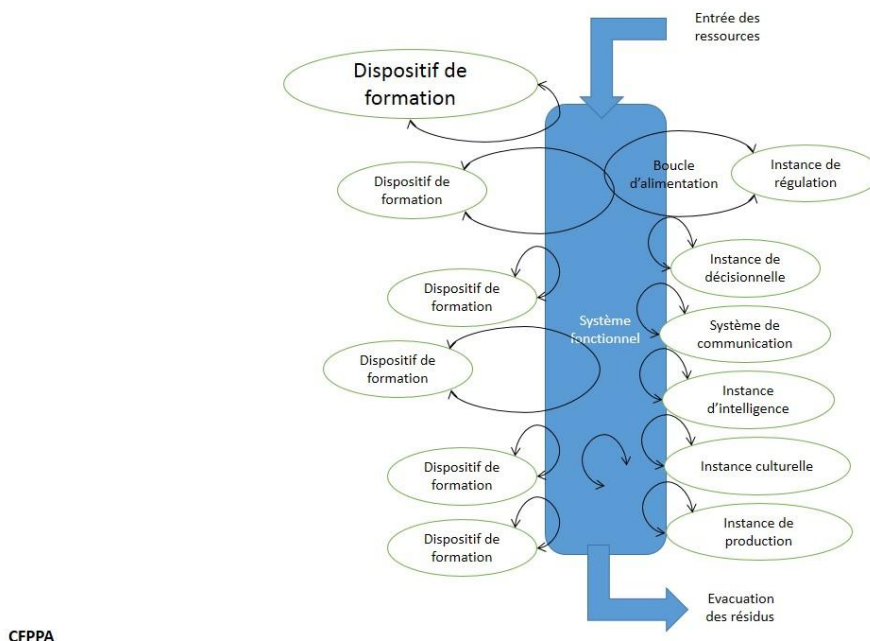 Entrée des
ressources
Dispositif de
formation
Boucle
d'alimentation
Instance de
régulation
Dispositif de
formation
Instance de
décisionnelle
Dispositif de
formation
Système
fonctionnel
Système de
communication
Dispositif de
formation
Instance
d'intelligence
Dispositif de
formation
Instance culturelle
Dispositif de
formation
Instance de
production
Evacuation
des résidus
CFPPA